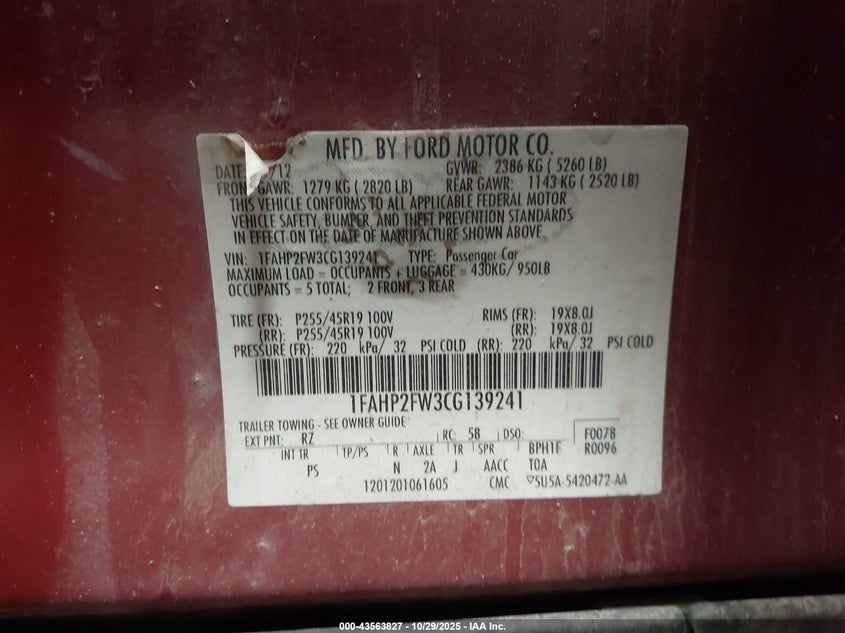 MFD. BY FORD MOTOR CO.
DATE: /12 GVWR: 2386 KG ( 5260 LB)
FRONT GAWR: 1279 KG ( 2820 LB) REAR GAWR: 1143 KG ( 2520 LB)
THIS VEHICLE CONFORMS TO ALL APPLICABLE FEDERAL MOTOR
VEHICLE SAFETY, BUMPER, AND THEFT PREVENTION STANDARDS
IN EFFECT ON THE DATE OF MANUFACTURE SHOWN ABOVE.
VIN: 1FAHP2FW3CG139241 TYPE: Passenger Car
MAXIMUM LOAD = OCCUPANTS + LUGGAGE = 430KG/ 950LB
OCCUPANTS = 5 TOTAL; 2 FRONT, 3 REAR
TIRE (FR): P255/45R19 100V RIMS (FR): 19X8.0J
(RR): P255/45R19 100V (RR): 19X8.0J
PRESSURE (FR): 220 kPa/ 32 PSI COLD (RR): 220 kPa/ 32 PSI COLD
1FAHP2FW3CG139241
TRAILER TOWING - SEE OWNER GUIDE
EXT PNT: RZ RC: 5B DSO: F0078
INT TR TP/PS R AXLE TR SPR BPH1F R0096
PS N 2A J AACC TOA
1201201061605 CMC ▽5U5A-5420472-AA
000-43563827 - 10/29/2025 - IAA Inc.